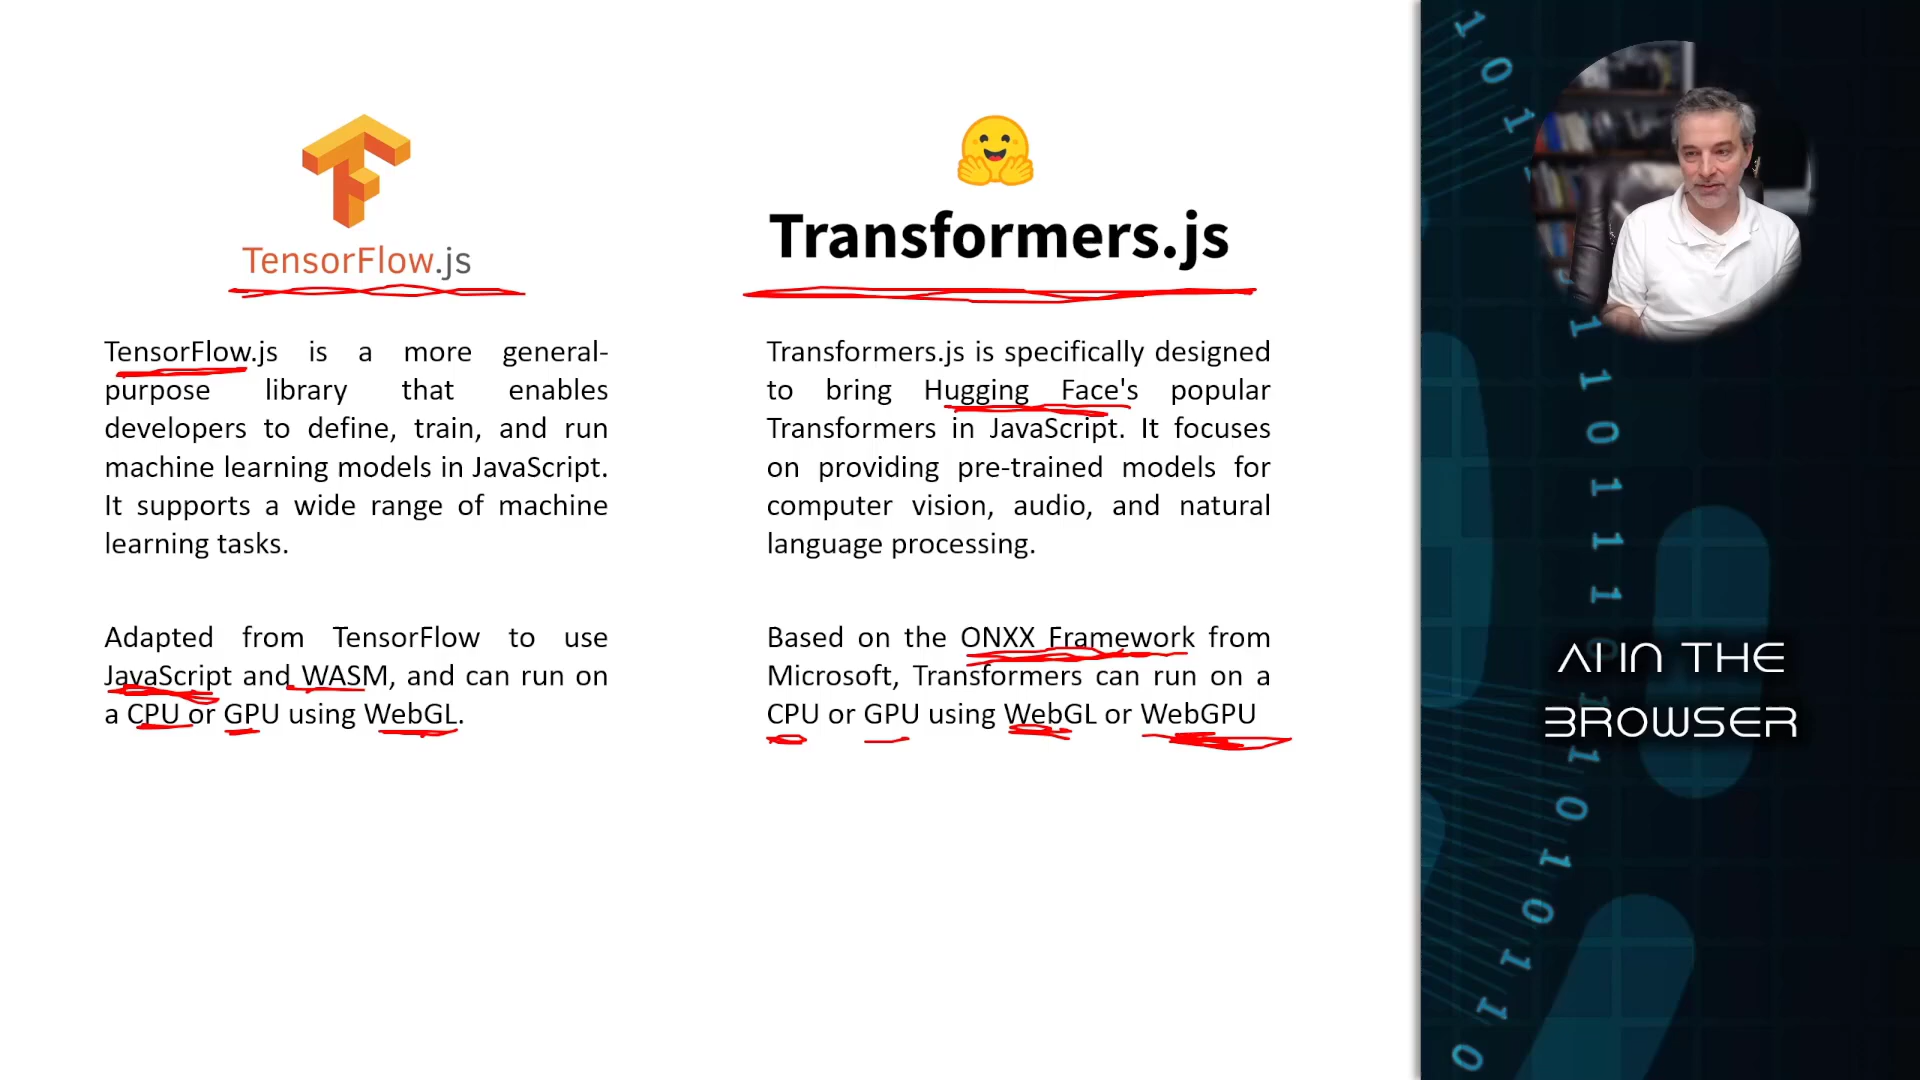 TensorFlow.js
TensorFlow.js is a more general-
purpose library that enables
developers to define, train, and run
machine learning models in JavaScript.
It supports a wide range of machine
learning tasks.
Adapted from TensorFlow to use
JavaScript and WASM, and can run on
a CPU or GPU using WebGL.
Transformers.js
Transformers.js is specifically designed
to bring Hugging Face's popular
Transformers in JavaScript. It focuses
on providing pre-trained models for
computer vision, audio, and natural
language processing.
Based on the ONXX Framework from
Microsoft, Transformers can run on a
CPU or GPU using WebGL or WebGPU
AI IN THE
BROWSER